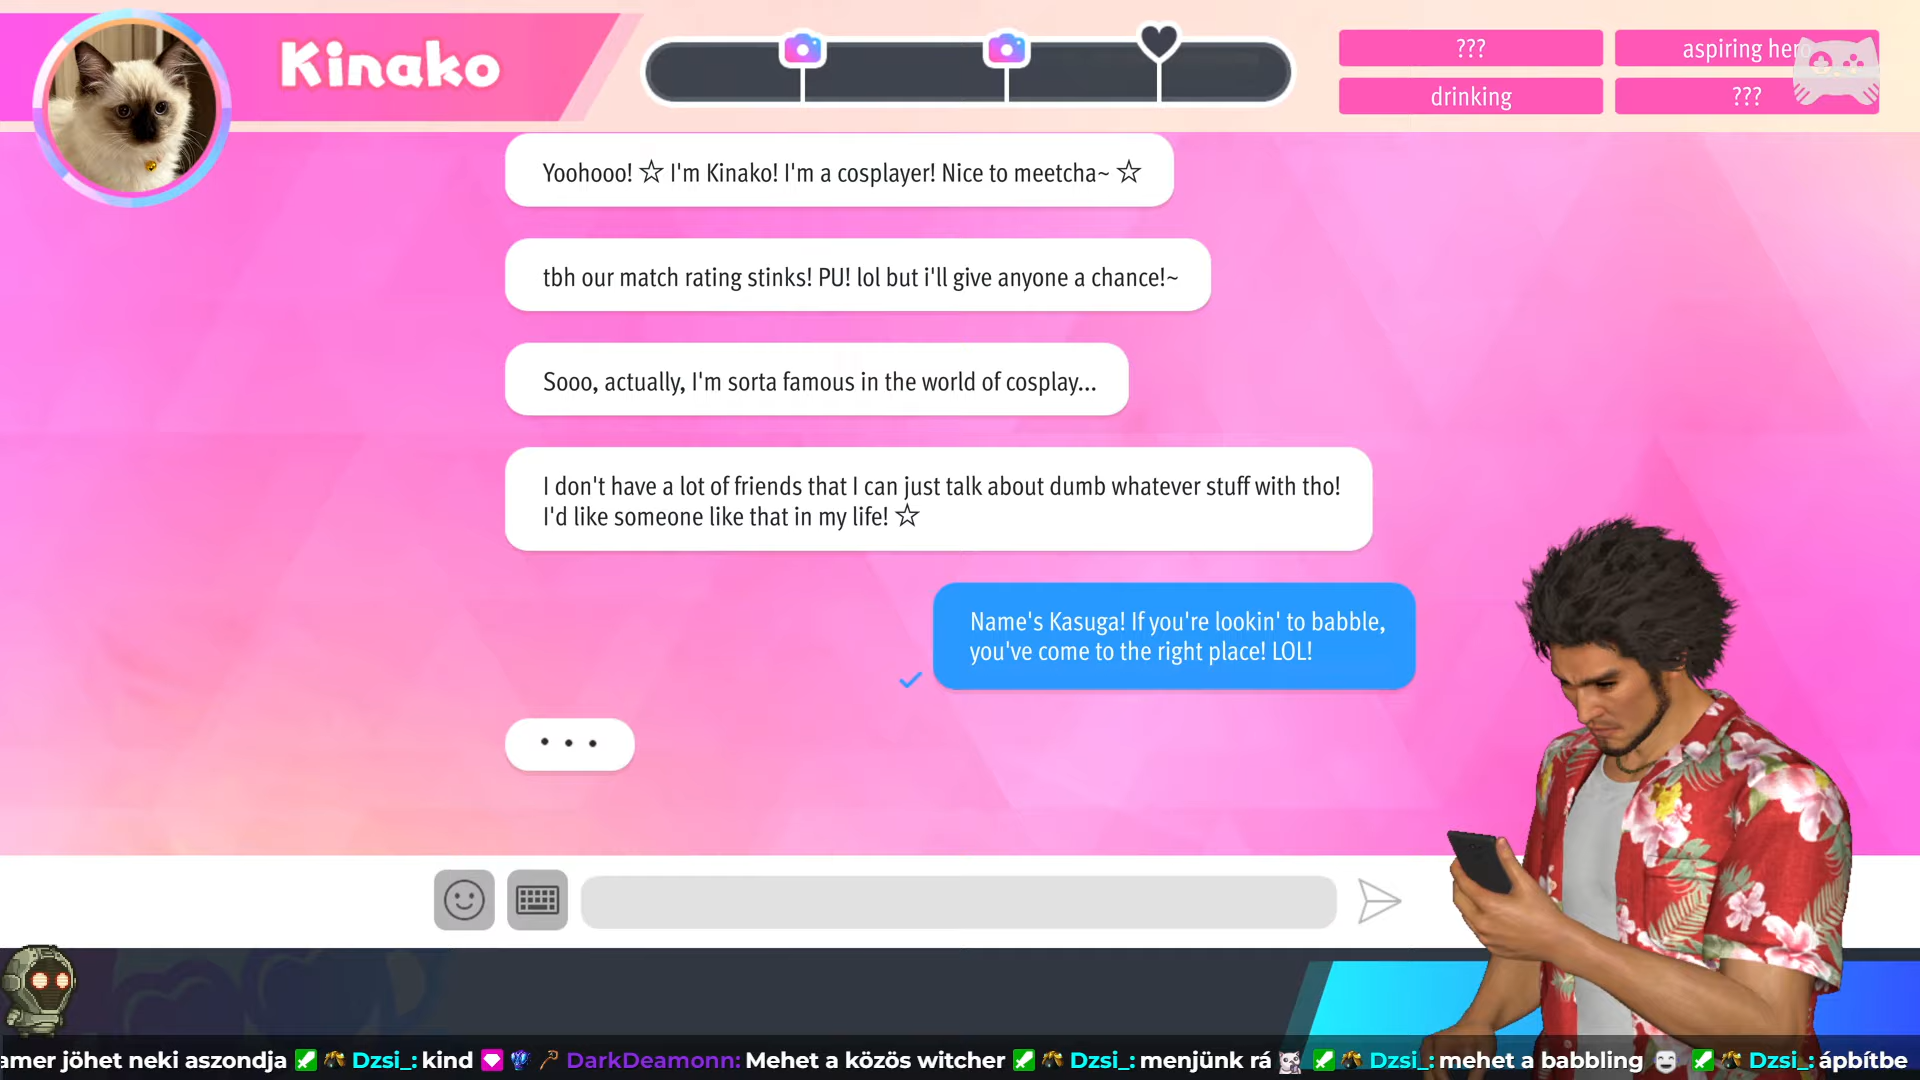 Kinako
???
aspiring hero
drinking
???
Yoohooo! ☆ I'm Kinako! I'm a cosplayer! Nice to meetcha~ ☆
tbh our match rating stinks! PU! lol but i'll give anyone a chance!~
Sooo, actually, I'm sorta famous in the world of cosplay...
I don't have a lot of friends that I can just talk about dumb whatever stuff with tho!
I'd like someone like that in my life! ☆
Name's Kasuga! If you're lookin' to babble,
you've come to the right place! LOL!
• • •
amer jöhet neki aszondja Dzsi_: kind DarkDeamonn: Mehet a közös witcher Dzsi_: menjünk rá Dzsi_: mehet a babbling Dzsi_: ápbítbe